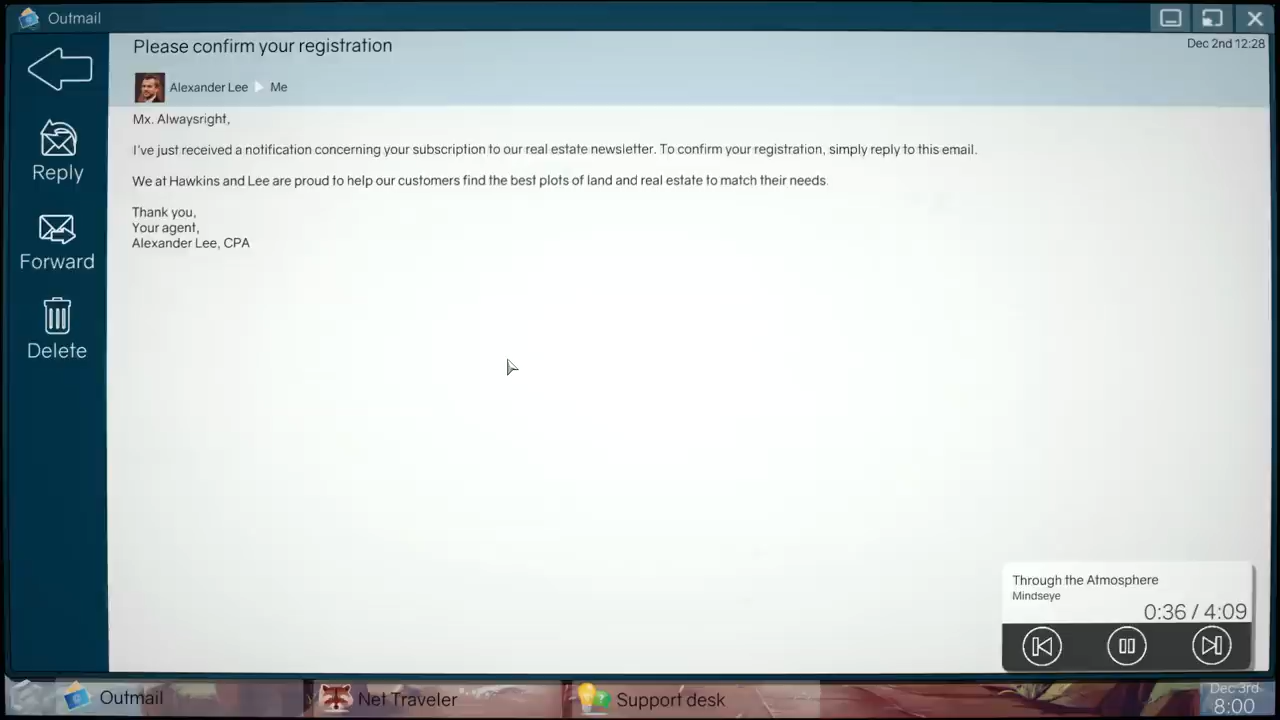 Outmail
Please confirm your registration
Dec 2nd 12:28
Alexander Lee Me
Mx. Alwaysright,
I've just received a notification concerning your subscription to our real estate newsletter. To confirm your registration, simply reply to this email.
We at Hawkins and Lee are proud to help our customers find the best plots of land and real estate to match their needs.
Thank you,
Your agent,
Alexander Lee, CPA
Reply
Forward
Delete
Through the Atmosphere
Mindseye
0:36 / 4:09
Outmail
Net Traveler
Support desk
Dec 3rd
8:00